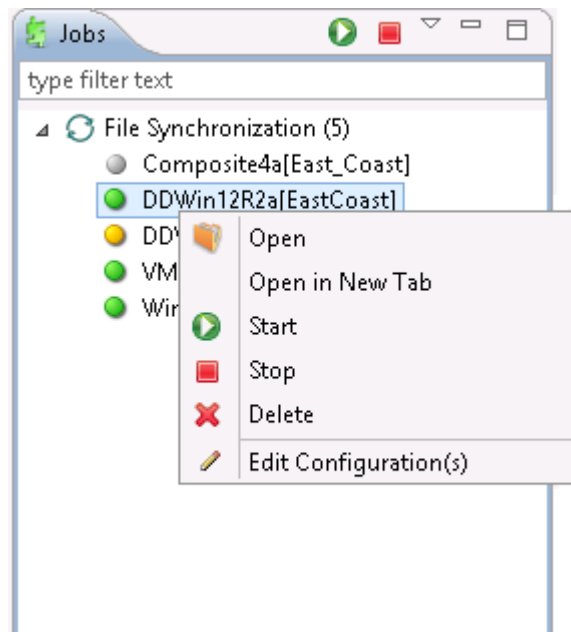 Jobs
type filter text
File Synchronization (5)
Composite4a[East_Coast]
DDWin12R2a[EastCoast]
Open
Open in New Tab
Start
Stop
Delete
Edit Configuration(s)